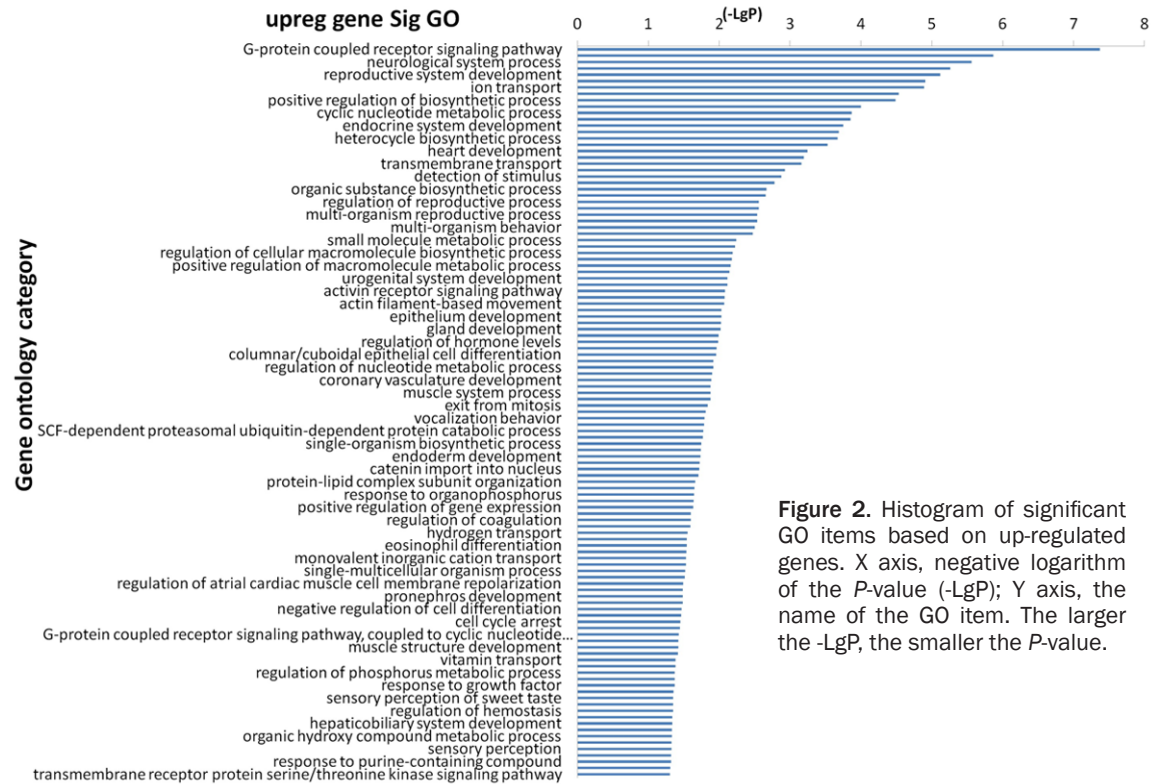 upreg gene Sig GO
(-LgP)
0 1 2 3 4 5 6 7 8
Gene ontology category
G-protein coupled receptor signaling pathway
neurological system process
reproductive system development
ion transport
positive regulation of biosynthetic process
cyclic nucleotide metabolic process
endocrine system development
heterocycle biosynthetic process
heart development
transmembrane transport
detection of stimulus
organic substance biosynthetic process
regulation of reproductive process
multi-organism reproductive process
multi-organism behavior
small molecule metabolic process
regulation of cellular macromolecule biosynthetic process
positive regulation of macromolecule metabolic process
urogenital system development
activin receptor signaling pathway
actin filament-based movement
epithelium development
gland development
regulation of hormone levels
columnar/cuboidal epithelial cell differentiation
regulation of nucleotide metabolic process
coronary vasculature development
muscle system process
exit from mitosis
vocalization behavior
SCF-dependent proteasomal ubiquitin-dependent protein catabolic process
single-organism biosynthetic process
endoderm development
catenin import into nucleus
protein-lipid complex subunit organization
response to organophosphorus
positive regulation of gene expression
regulation of coagulation
hydrogen transport
eosinophil differentiation
monovalent inorganic cation transport
single-multicellular organism process
regulation of atrial cardiac muscle cell membrane repolarization
pronephros development
negative regulation of cell differentiation
cell cycle arrest
G-protein coupled receptor signaling pathway, coupled to cyclic nucleotide...
muscle structure development
vitamin transport
regulation of phosphorus metabolic process
response to growth factor
sensory perception of sweet taste
regulation of hemostasis
hepaticobiliary system development
organic hydroxy compound metabolic process
sensory perception
response to purine-containing compound
transmembrane receptor protein serine/threonine kinase signaling pathway
Figure 2. Histogram of significant
GO items based on up-regulated
genes. X axis, negative logarithm
of the P-value (-LgP); Y axis, the
name of the GO item. The larger
the -LgP, the smaller the P-value.